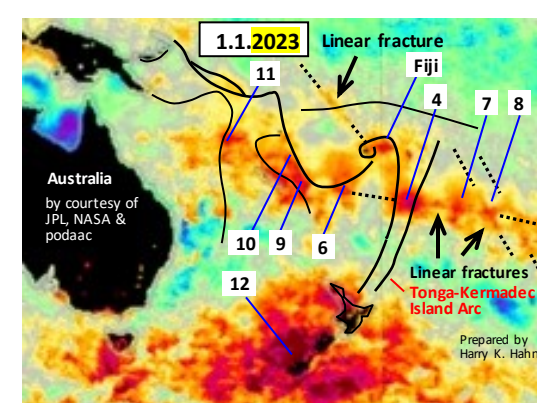 1.1.2023
Linear fracture
Fiji
11
4
7
8
Australia
by courtesy of
JPL, NASA &
podaac
10
9
6
12
Linear fractures
Tonga-Kermadec
Island Arc
Prepared by
Harry K. Hahn